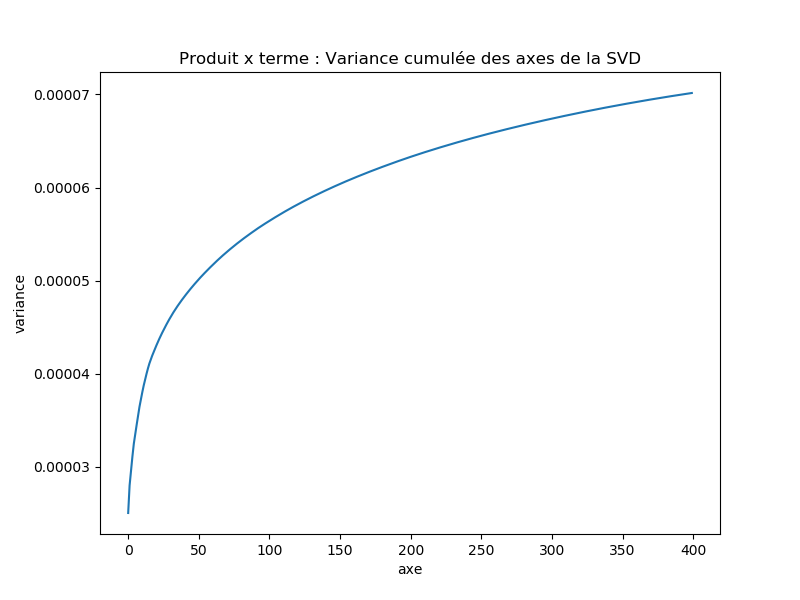 Produit x terme : Variance cumulée des axes de la SVD
0.00007
0.00006
0.00005
0.00004
0.00003
variance
0 50 100 150 200 250 300 350 400
axe